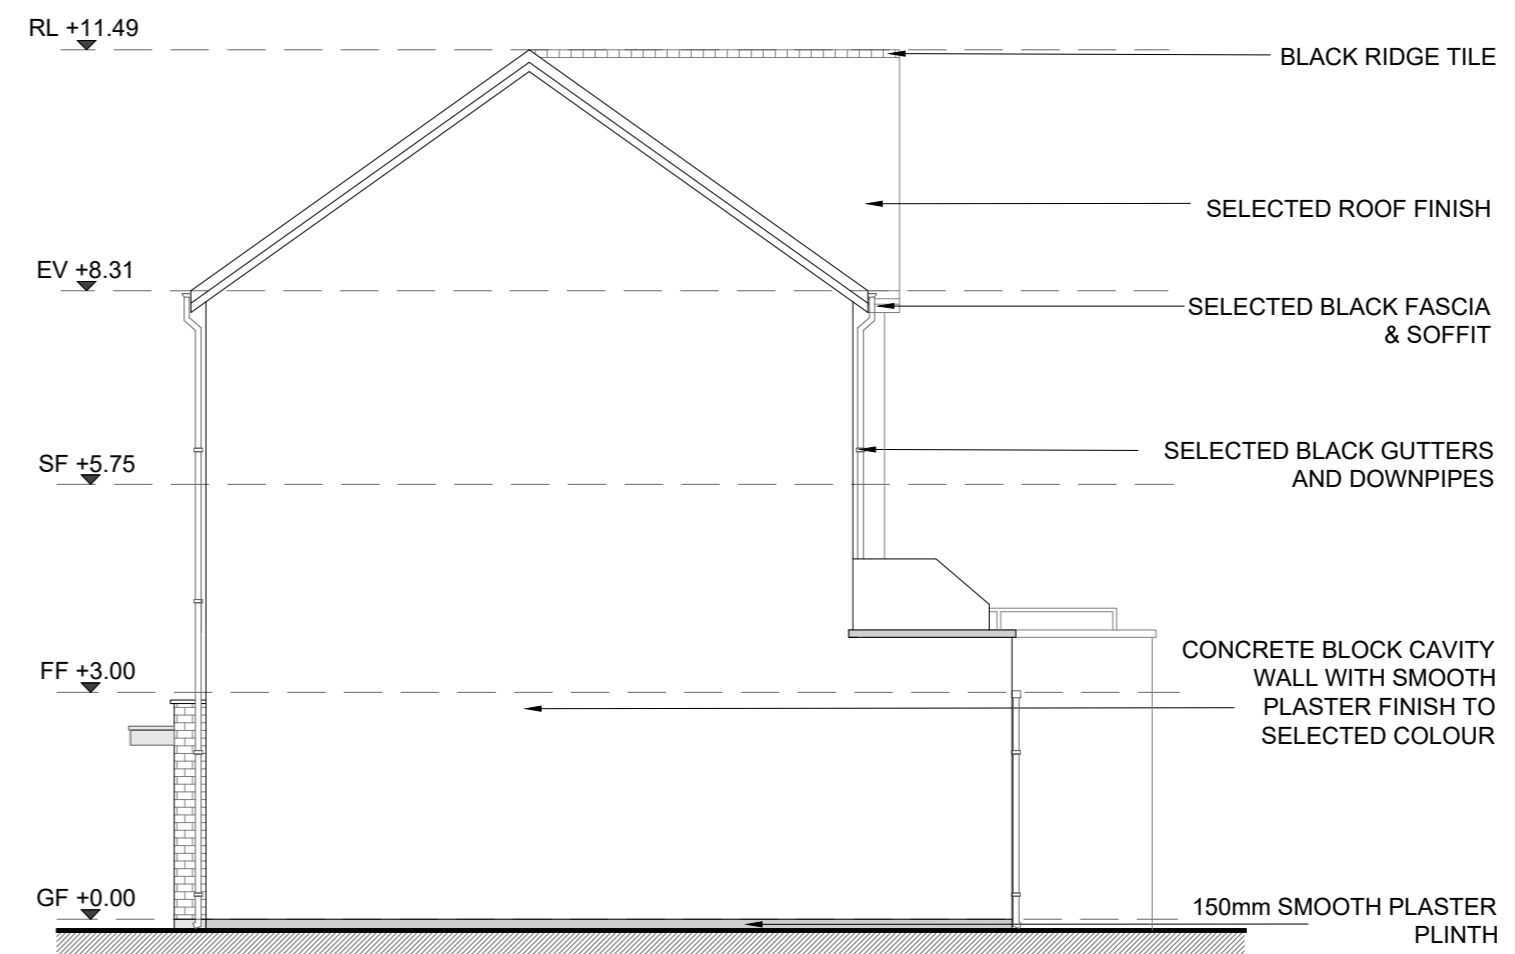 RL +11.49
BLACK RIDGE TILE
SELECTED ROOF FINISH
EV +8.31
SELECTED BLACK FASCIA
& SOFFIT
SELECTED BLACK GUTTERS
AND DOWNPIPES
SF +5.75
CONCRETE BLOCK CAVITY
WALL WITH SMOOTH
PLASTER FINISH TO
SELECTED COLOUR
FF +3.00
GF +0.00
150mm SMOOTH PLASTER
PLINTH